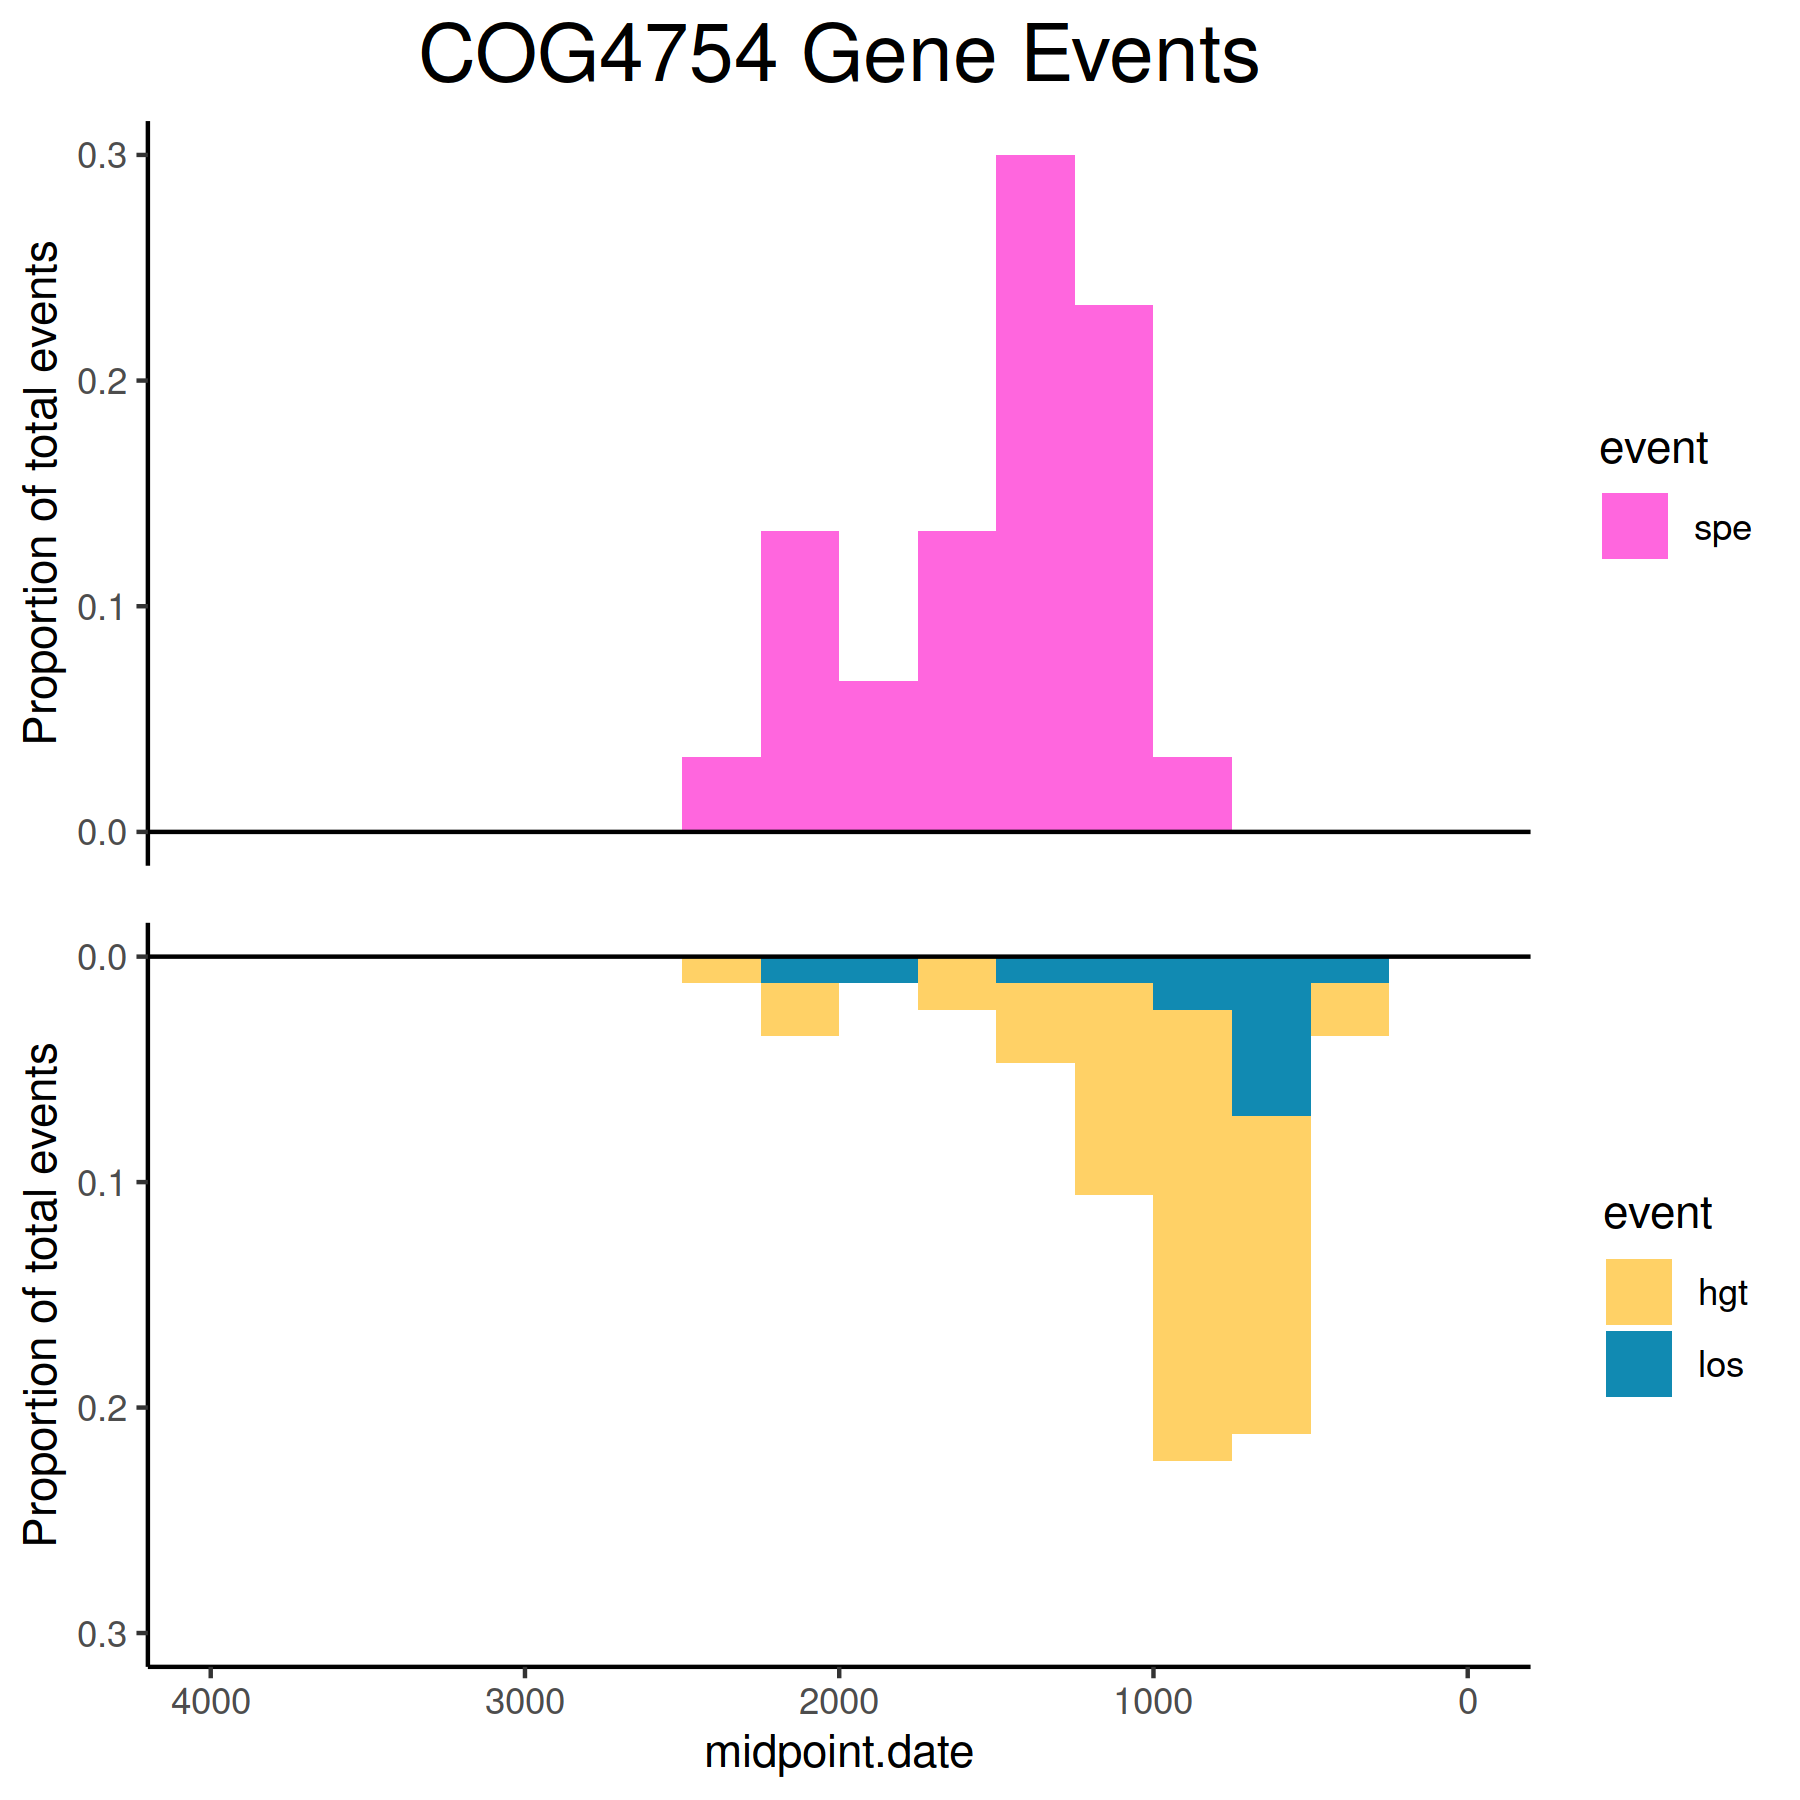 COG4754 Gene Events
Proportion of total events
0.3
0.2
0.1
0.0
event
spe
Proportion of total events
0.0
0.1
0.2
0.3
event
hgt
los
4000 3000 2000 1000 0
midpoint.date